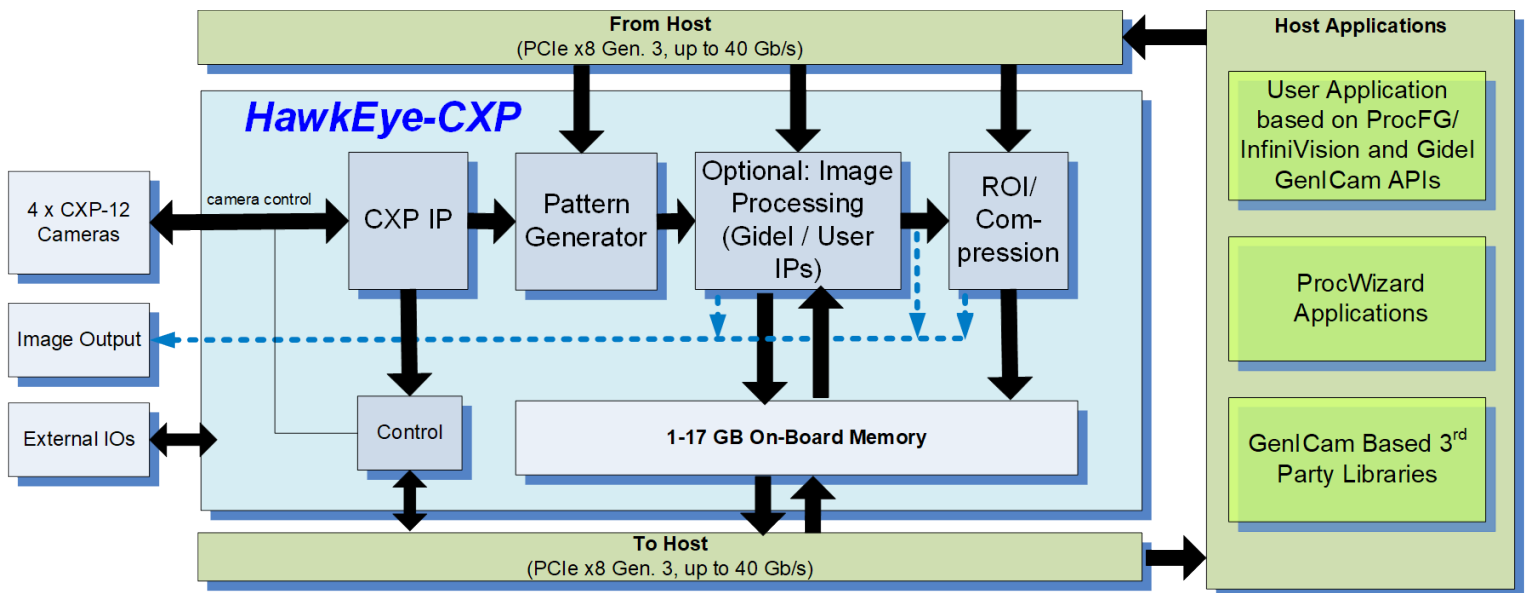 From Host
(PCIe x8 Gen. 3, up to 40 Gb/s)
Host Applications
HawkEye-CXP
User Application
based on ProcFG/
InfiniVision and Gidel
GenICam APIs
4 x CXP-12
Cameras
camera control
CXP IP
Pattern
Generator
Optional: Image
Processing
(Gidel / User
IPs)
ROI/
Com-
pression
Image Output
ProcWizard
Applications
External IOs
Control
1-17 GB On-Board Memory
GenICam Based 3rd
Party Libraries
To Host
(PCIe x8 Gen. 3, up to 40 Gb/s)